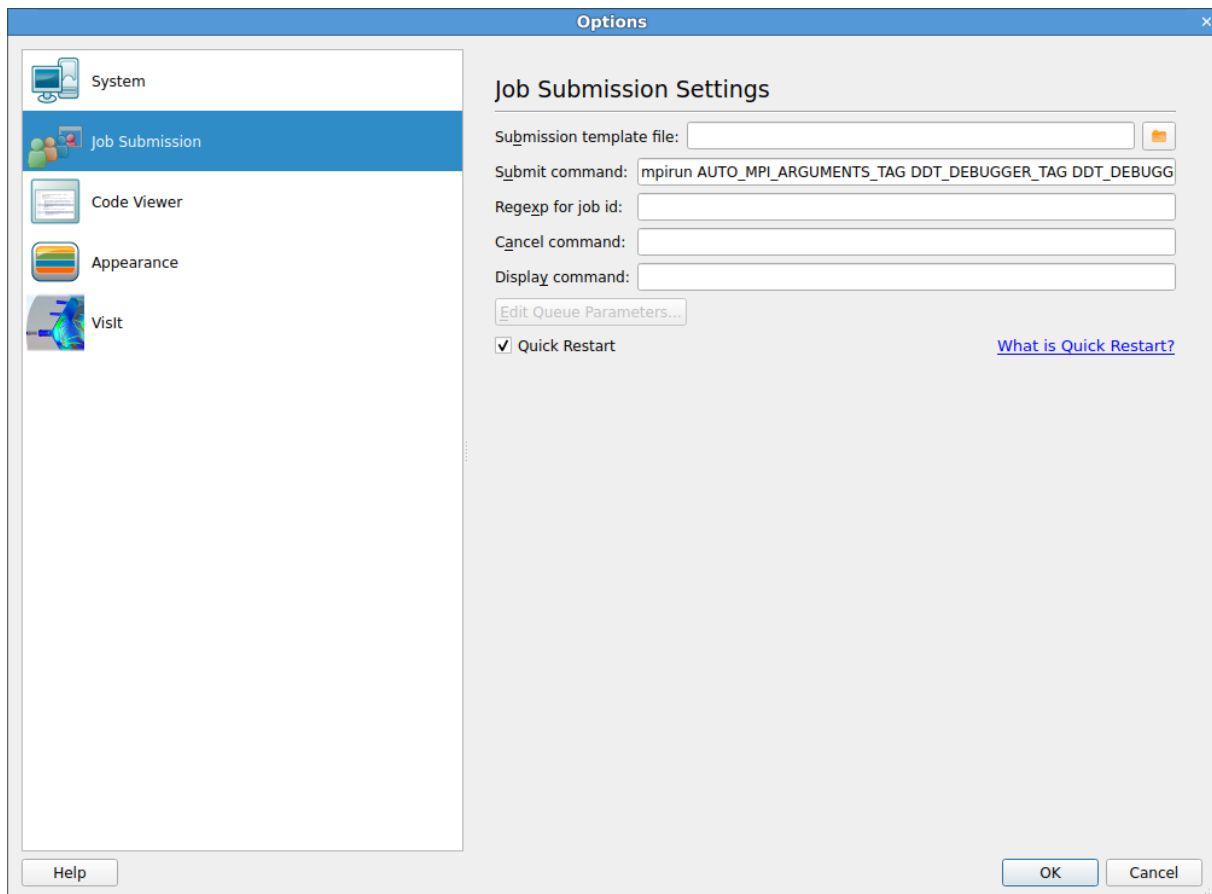 Options
System
Job Submission
Code Viewer
Appearance
VisIt
Job Submission Settings
Submission template file:
Submit command: mpirun AUTO_MPI_ARGUMENTS_TAG DDT_DEBUGGER_TAG DDT_DEBUGG
Regexp for job id:
Cancel command:
Display command:
Edit Queue Parameters...
Quick Restart What is Quick Restart?
Help OK Cancel